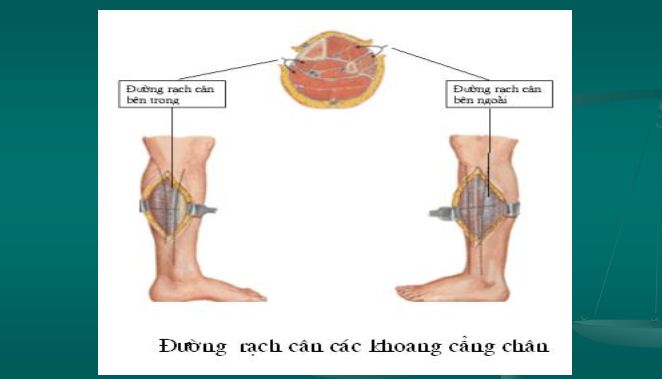 Đường rạch cân
bên trong
Đường rạch cân
bên ngoài
Đường rạch cân các khoang cẳng chân